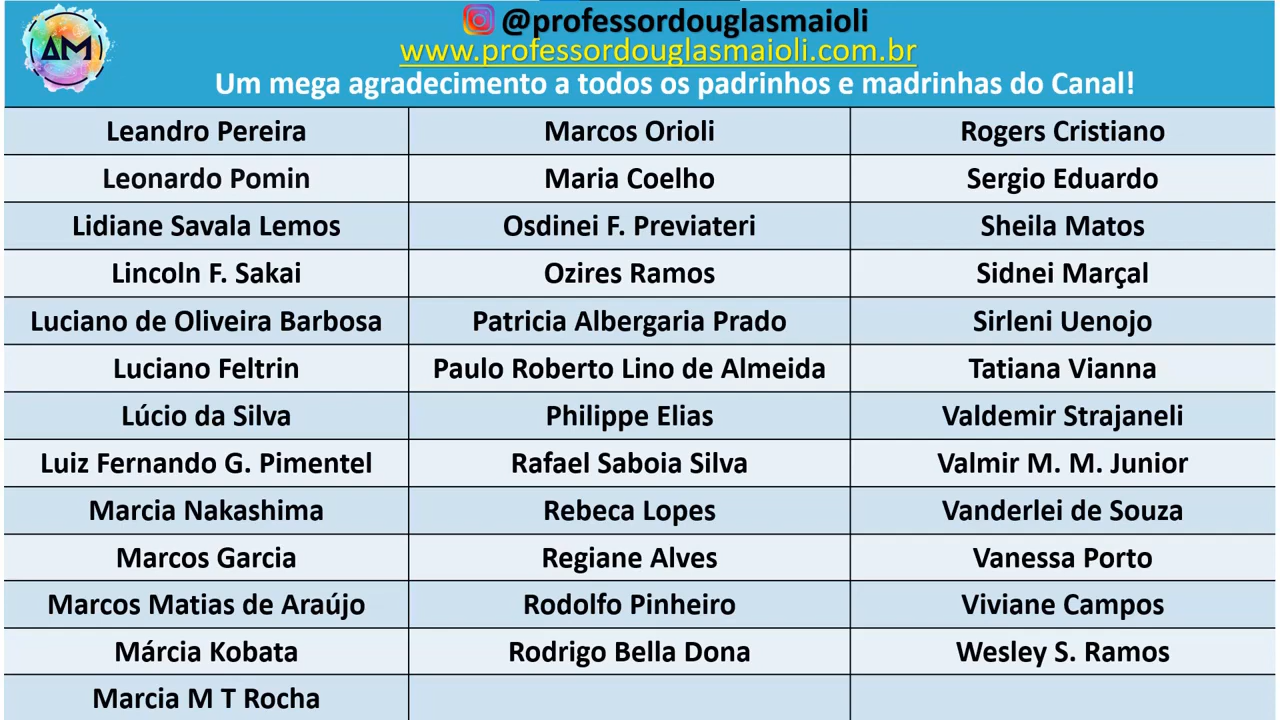 AM
@professordouglasmaioli
www.professordouglasmaioli.com.br
Um mega agradecimento a todos os padrinhos e madrinhas do Canal!
Leandro Pereira Marcos Orioli Rogers Cristiano
Leonardo Pomin Maria Coelho Sergio Eduardo
Lidiane Savala Lemos Osdinei F. Previateri Sheila Matos
Lincoln F. Sakai Ozires Ramos Sidnei Marçal
Luciano de Oliveira Barbosa Patricia Albergaria Prado Sirleni Uenojo
Luciano Feltrin Paulo Roberto Lino de Almeida Tatiana Vianna
Lúcio da Silva Philippe Elias Valdemir Strajaneli
Luiz Fernando G. Pimentel Rafael Saboia Silva Valmir M. M. Junior
Marcia Nakashima Rebeca Lopes Vanderlei de Souza
Marcos Garcia Regiane Alves Vanessa Porto
Marcos Matias de Araújo Rodolfo Pinheiro Viviane Campos
Márcia Kobata Rodrigo Bella Dona Wesley S. Ramos
Marcia M T Rocha